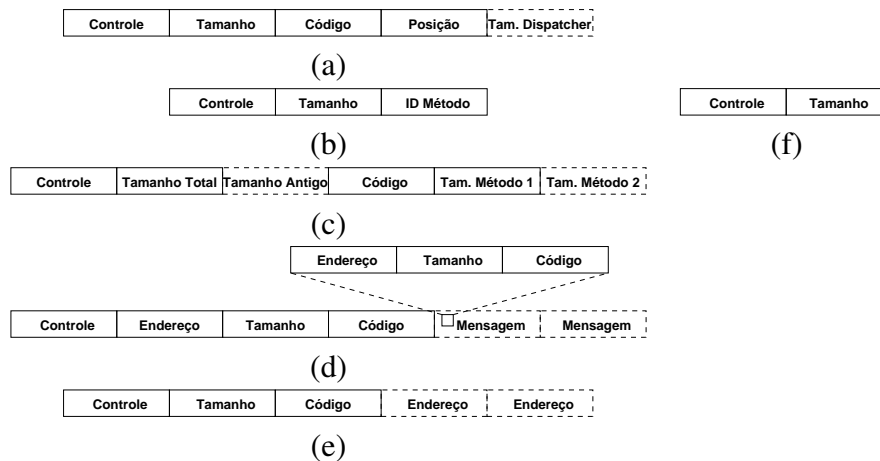 Controle Tamanho Código Posição Tam. Dispatcher
(a)
Controle Tamanho ID Método
(b)
Controle Tamanho
(f)
Controle Tamanho Total Tamanho Antigo Código Tam. Método 1 Tam. Método 2
(c)
Endereço Tamanho Código
Controle Endereço Tamanho Código Mensagem Mensagem
(d)
Controle Tamanho Código Endereço Endereço
(e)